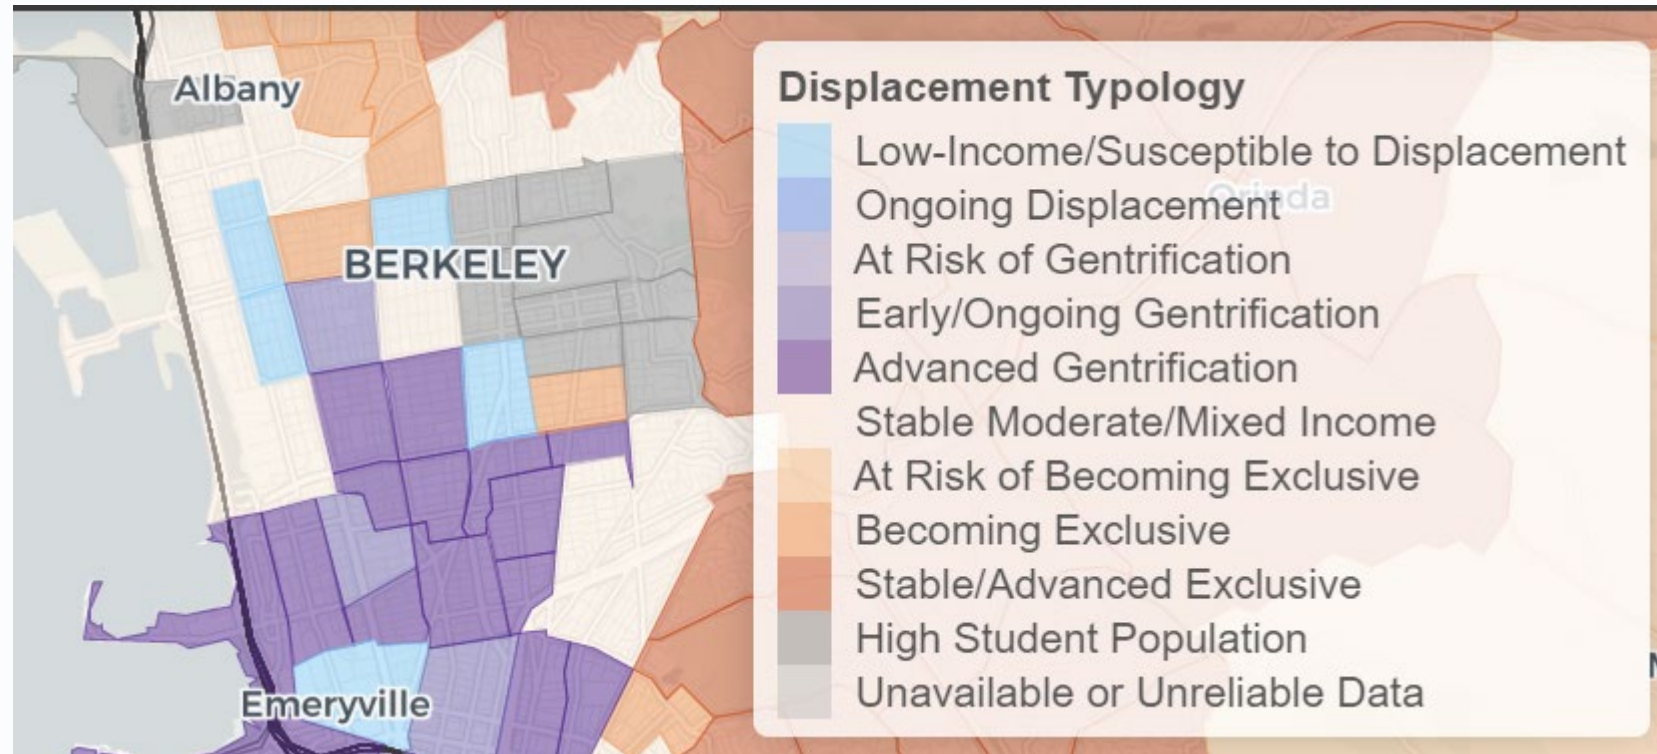 Albany
BERKELEY
Emeryville
Displacement Typology
Low-Income/Susceptible to Displacement
Ongoing Displacement
Orinda
At Risk of Gentrification
Early/Ongoing Gentrification
Advanced Gentrification
Stable Moderate/Mixed Income
At Risk of Becoming Exclusive
Becoming Exclusive
Stable/Advanced Exclusive
High Student Population
Unavailable or Unreliable Data